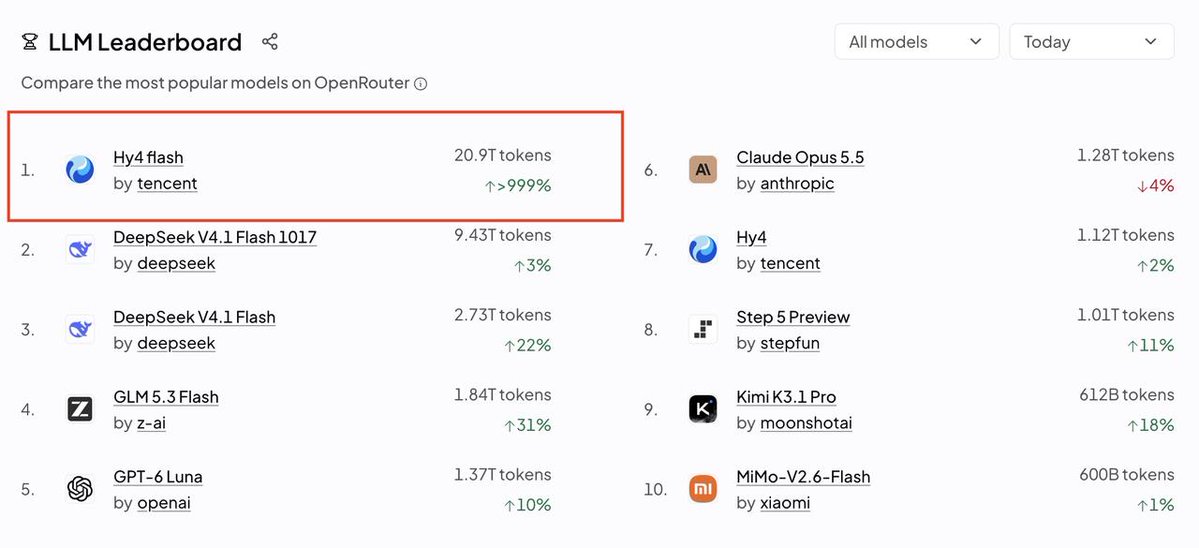 LLM Leaderboard
All models
Today
Compare the most popular models on OpenRouter
1.
Hy4 flash
by tencent
20.9T tokens
↑>999%
2.
DeepSeek V4.1 Flash 1017
by deepseek
9.43T tokens
↑3%
3.
DeepSeek V4.1 Flash
by deepseek
2.73T tokens
↑22%
4.
GLM 5.3 Flash
by z-ai
1.84T tokens
↑31%
5.
GPT-6 Luna
by openai
1.37T tokens
↑10%
6.
Claude Opus 5.5
by anthropic
1.28T tokens
↓4%
7.
Hy4
by tencent
1.12T tokens
↑2%
8.
Step 5 Preview
by stepfun
1.01T tokens
↑11%
9.
Kimi K3.1 Pro
by moonshotai
612B tokens
↑18%
10.
MiMo-V2.6-Flash
by xiaomi
600B tokens
↑1%